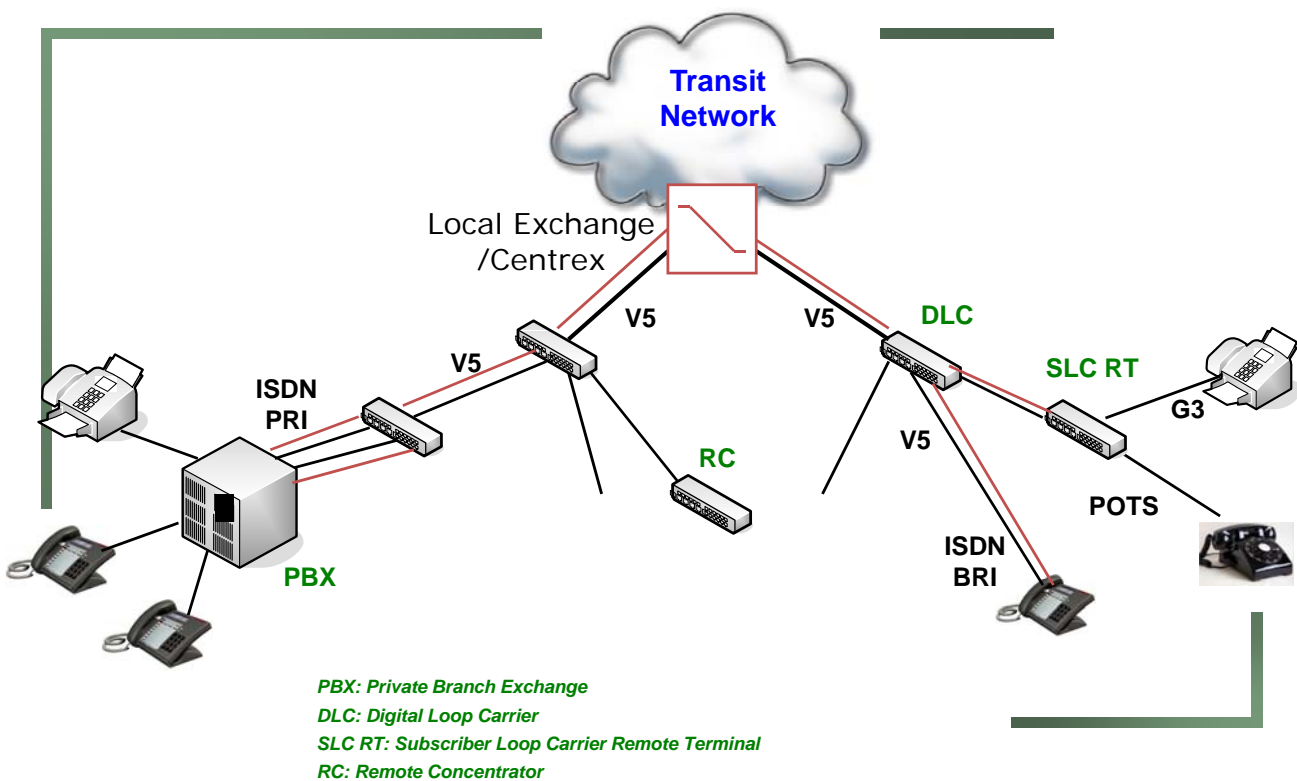 Transit
Network
Local Exchange
/Centrex
V5
V5
DLC
V5
SLC RT
ISDN
PRI
G3
V5
RC
POTS
ISDN
BRI
PBX
PBX: Private Branch Exchange
DLC: Digital Loop Carrier
SLC RT: Subscriber Loop Carrier Remote Terminal
RC: Remote Concentrator